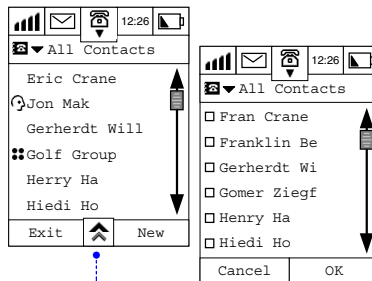 12:26
All Contacts
Eric Crane
Jon Mak
Gerherdt Will
Golf Group
Herry Ha
Hiedi Ho
Exit New
12:26
All Contacts
Fran Crane
Franklin Be
Gerherdt Wi
Gomer Ziegf
Henry Ha
Hiedi Ho
Cancel OK